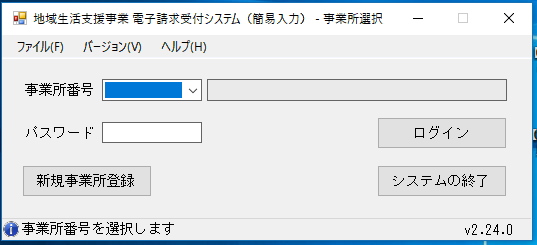 地域生活支援事業 電子請求受付システム（簡易入力） - 事業所選択
ファイル(F) バージョン(V) ヘルプ(H)
事業所番号
パスワード ログイン
新規事業所登録 システムの終了
事業所番号を選択します v2.24.0